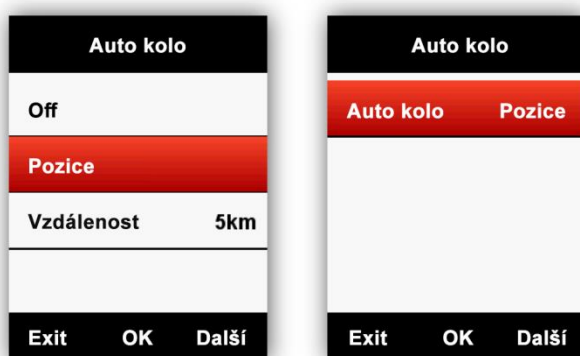 Auto kolo
Off
Pozice
Vzdálenost 5km
Exit OK Další
Auto kolo
Auto kolo Pozice
Exit OK Další